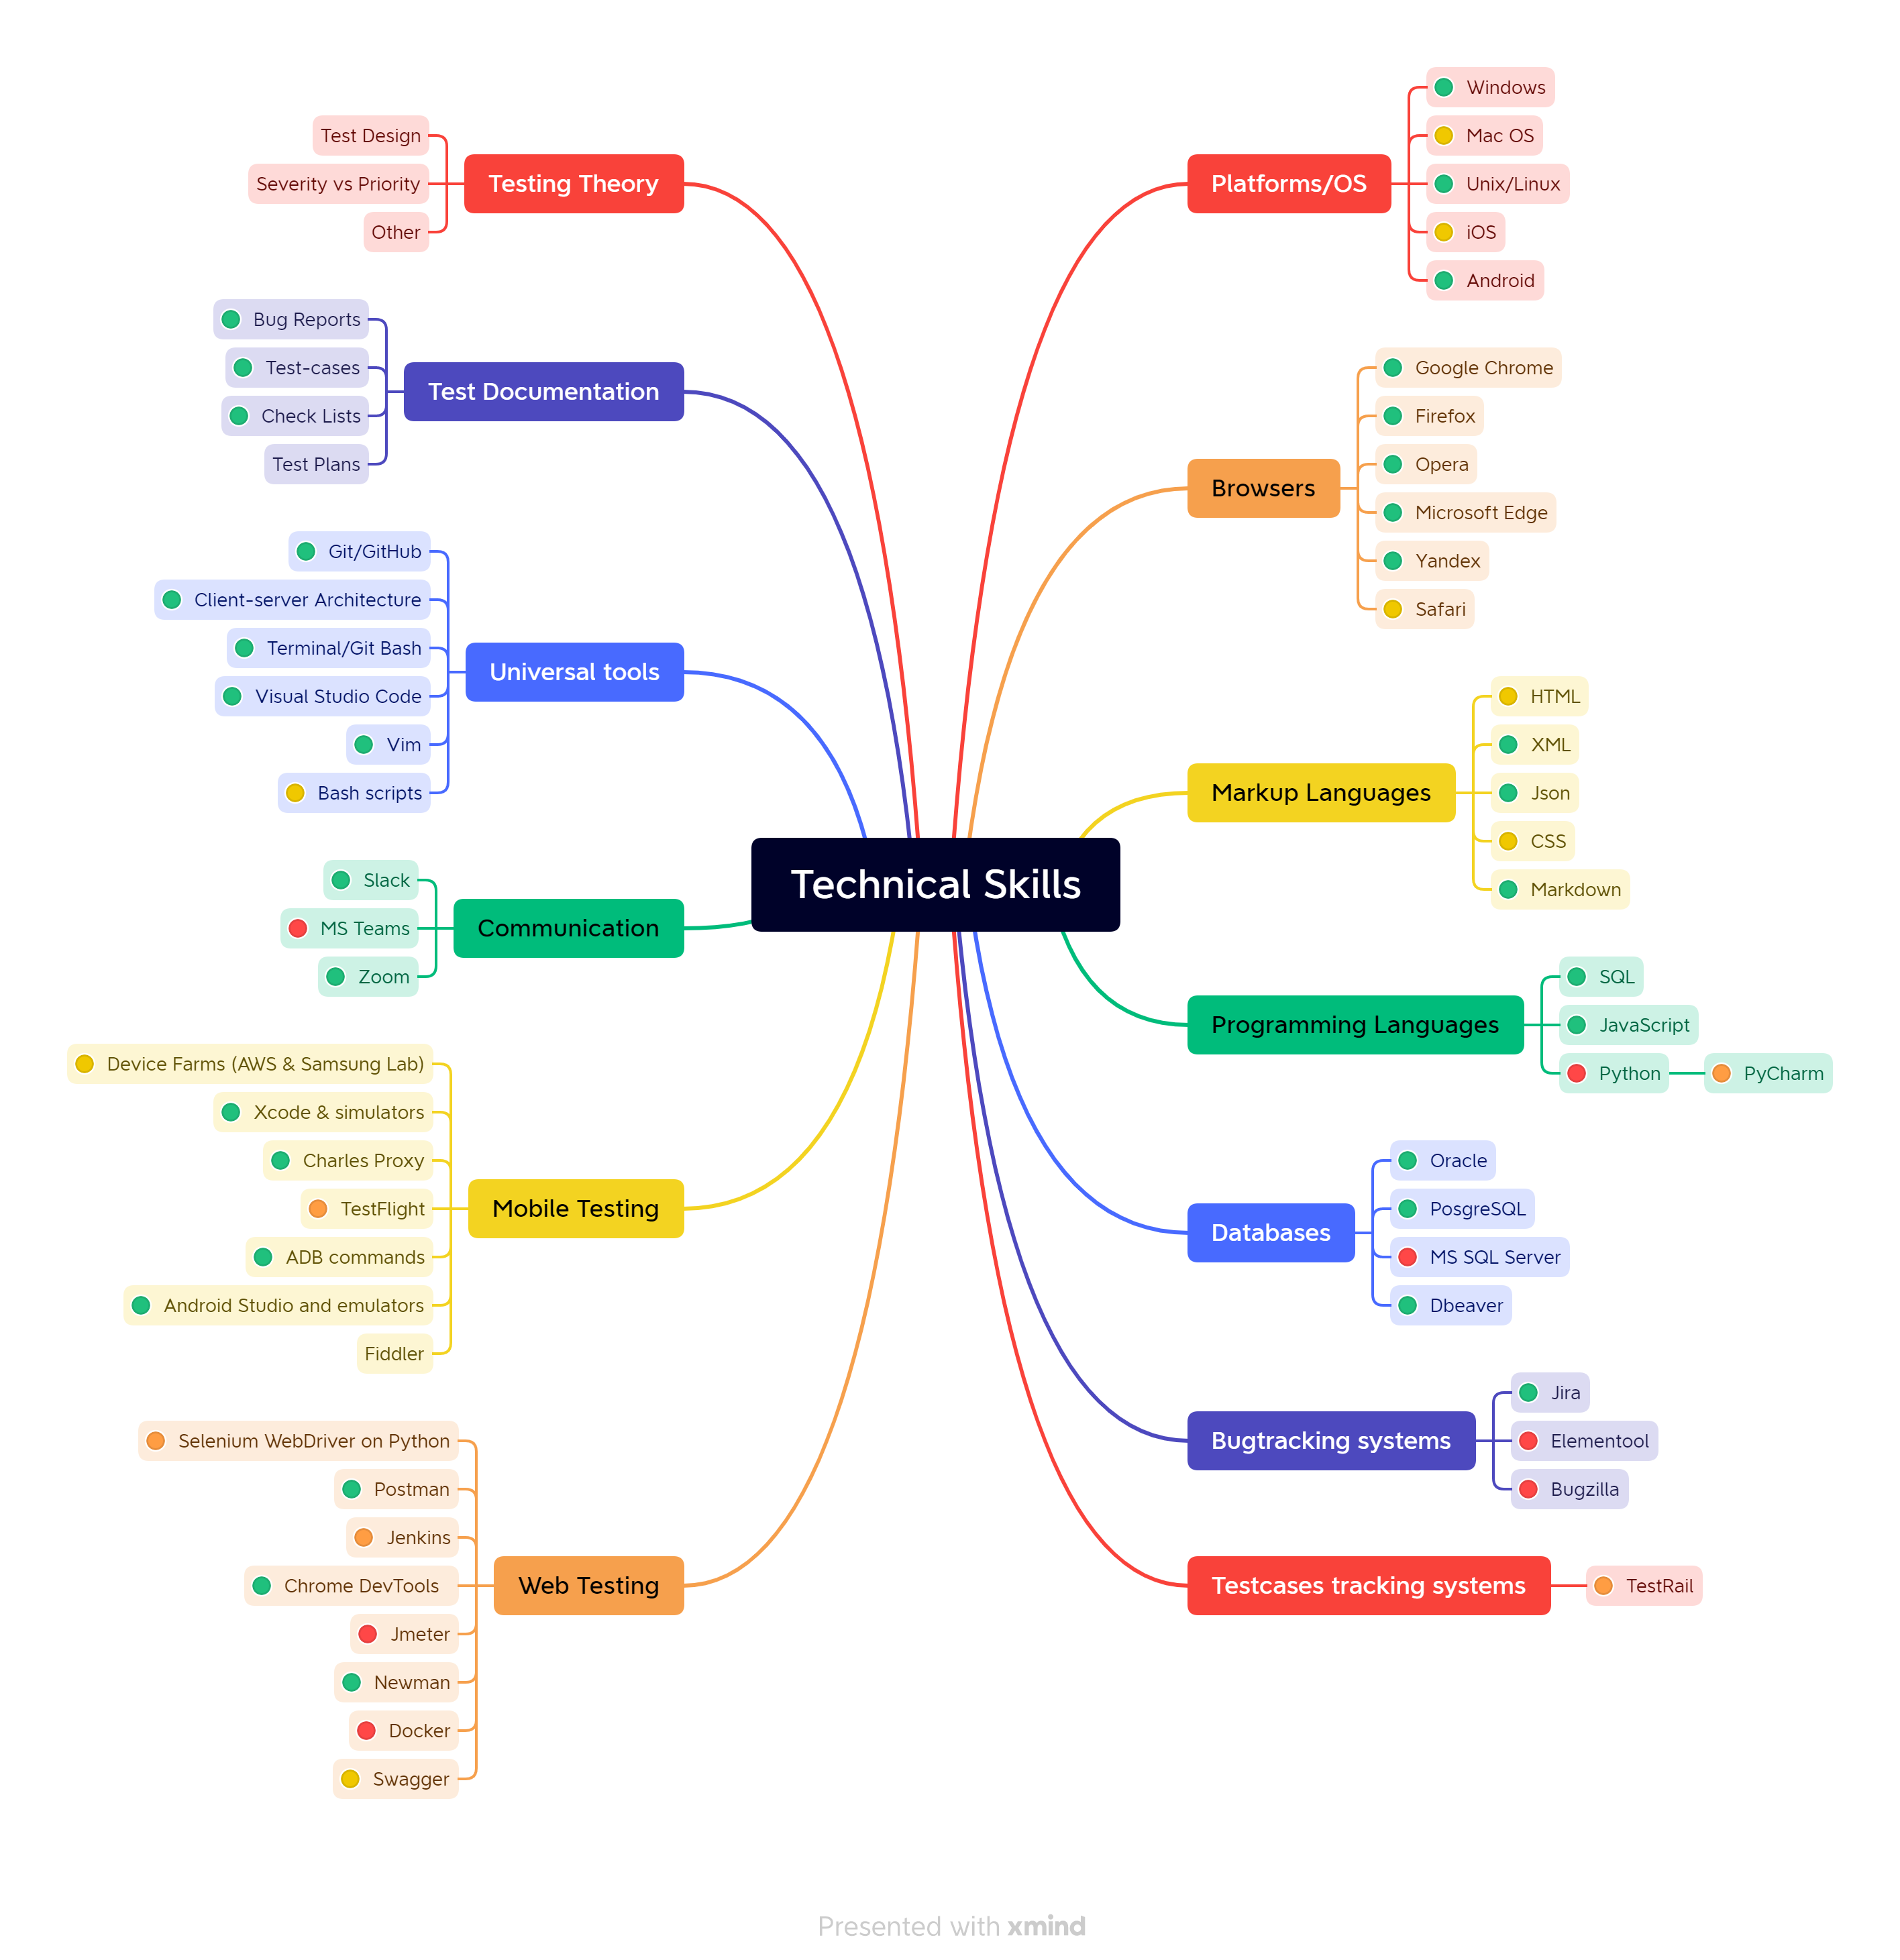 Technical Skills
Platforms/OS
Windows
Mac OS
Unix/Linux
iOS
Android
Browsers
Google Chrome
Firefox
Opera
Microsoft Edge
Yandex
Safari
Markup Languages
HTML
XML
Json
CSS
Markdown
Programming Languages
SQL
JavaScript
Python
PyCharm
Databases
Oracle
PosgreSQL
MS SQL Server
Dbeaver
Bugtracking systems
Jira
Elementool
Bugzilla
Testcases tracking systems
TestRail
Testing Theory
Test Design
Severity vs Priority
Other
Test Documentation
Bug Reports
Test-cases
Check Lists
Test Plans
Universal tools
Git/GitHub
Client-server Architecture
Terminal/Git Bash
Visual Studio Code
Vim
Bash scripts
Communication
Slack
MS Teams
Zoom
Mobile Testing
Device Farms (AWS & Samsung Lab)
Xcode & simulators
Charles Proxy
TestFlight
ADB commands
Android Studio and emulators
Fiddler
Web Testing
Selenium WebDriver on Python
Postman
Jenkins
Chrome DevTools
Jmeter
Newman
Docker
Swagger
Presented with xmind